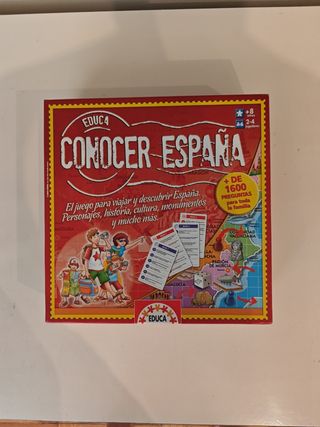 EDUCA
CONOCER ESPAÑA
+8
2-4
+ DE
1600
PREGUNTAS
para toda
la familia
El juego para viajar y descubrir España.
Personajes, historia, cultura, monumentos
y mucho más.
EDUCA